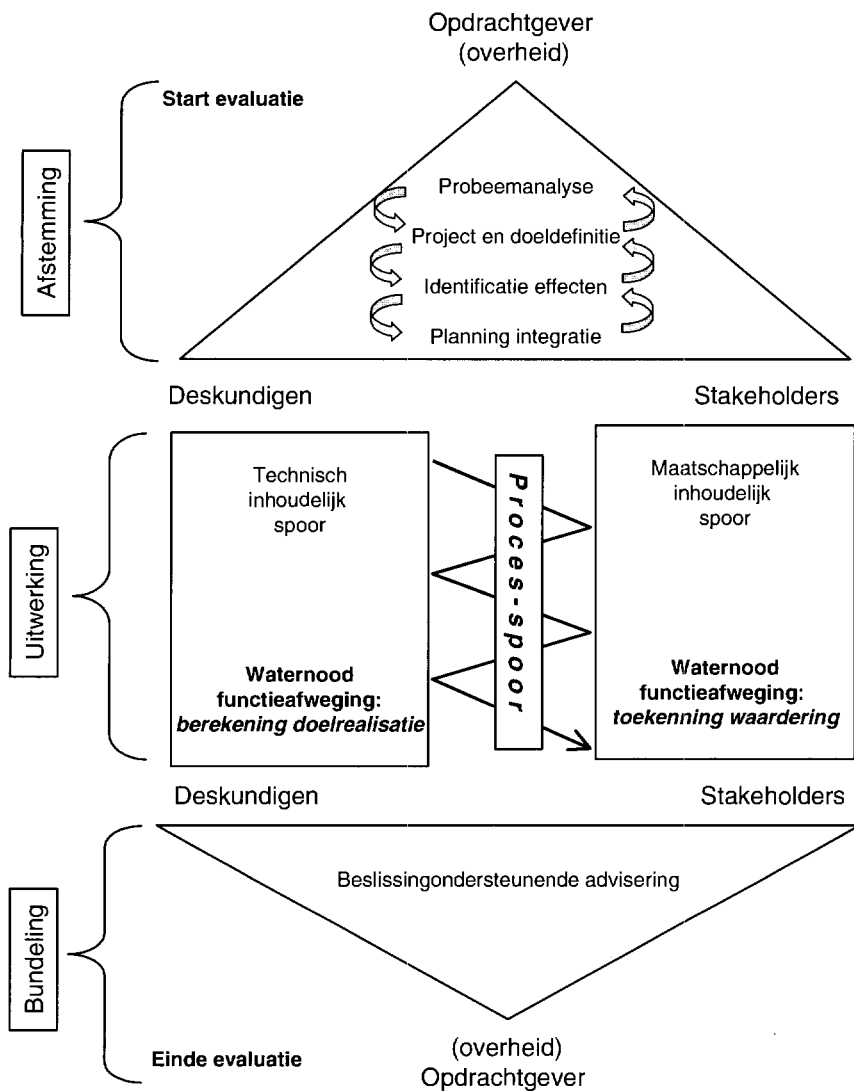 Opdrachtgever
(overheid)
Start evaluatie
Afstemming
Probeemanalyse
Project en doeldefinitie
Identificatie effecten
Planning integratie
Deskundigen
Stakeholders
Uitwerking
Technisch
inhoudelijk
spoor
Waternood
functieafweging:
berekening doelrealisatie
Proces-spoor
Maatschappelijk
inhoudelijk
spoor
Waternood
functieafweging:
toekenning waardering
Deskundigen
Stakeholders
Bundeling
Beslissingondersteunende advisering
Einde evaluatie
(overheid)
Opdrachtgever